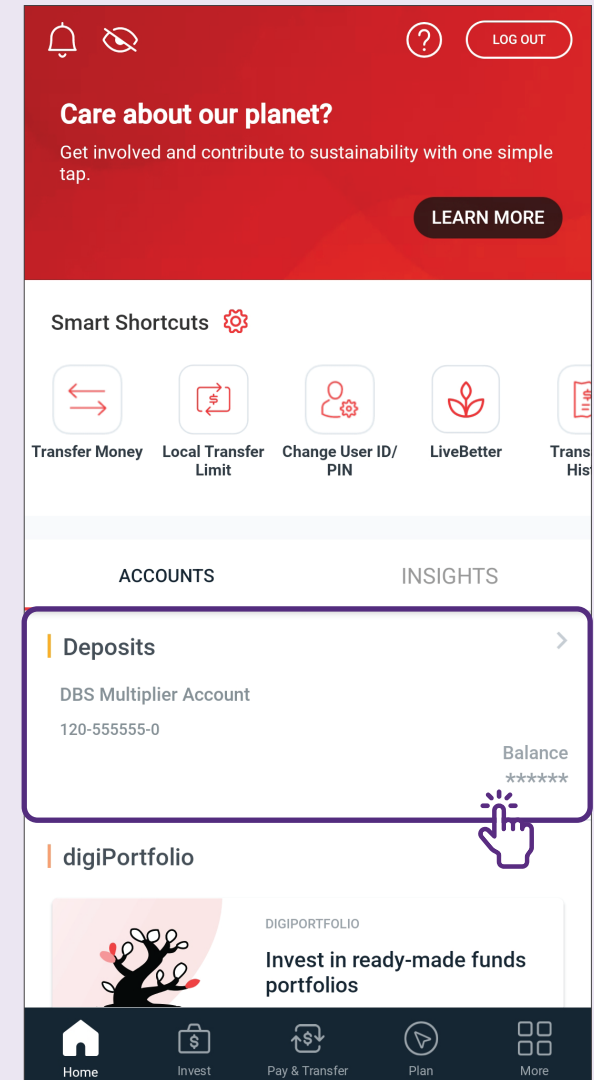 LOG OUT
Care about our planet?
Get involved and contribute to sustainability with one simple
tap.
LEARN MORE
Smart Shortcuts
Transfer Money
Local Transfer
Limit
Change User ID/
PIN
LiveBetter
Trans
His
ACCOUNTS
INSIGHTS
Deposits
DBS Multiplier Account
120-555555-0
Balance
******
digiPortfolio
DIGIPORTFOLIO
Invest in ready-made funds
portfolios
Home
Invest
Pay & Transfer
Plan
More